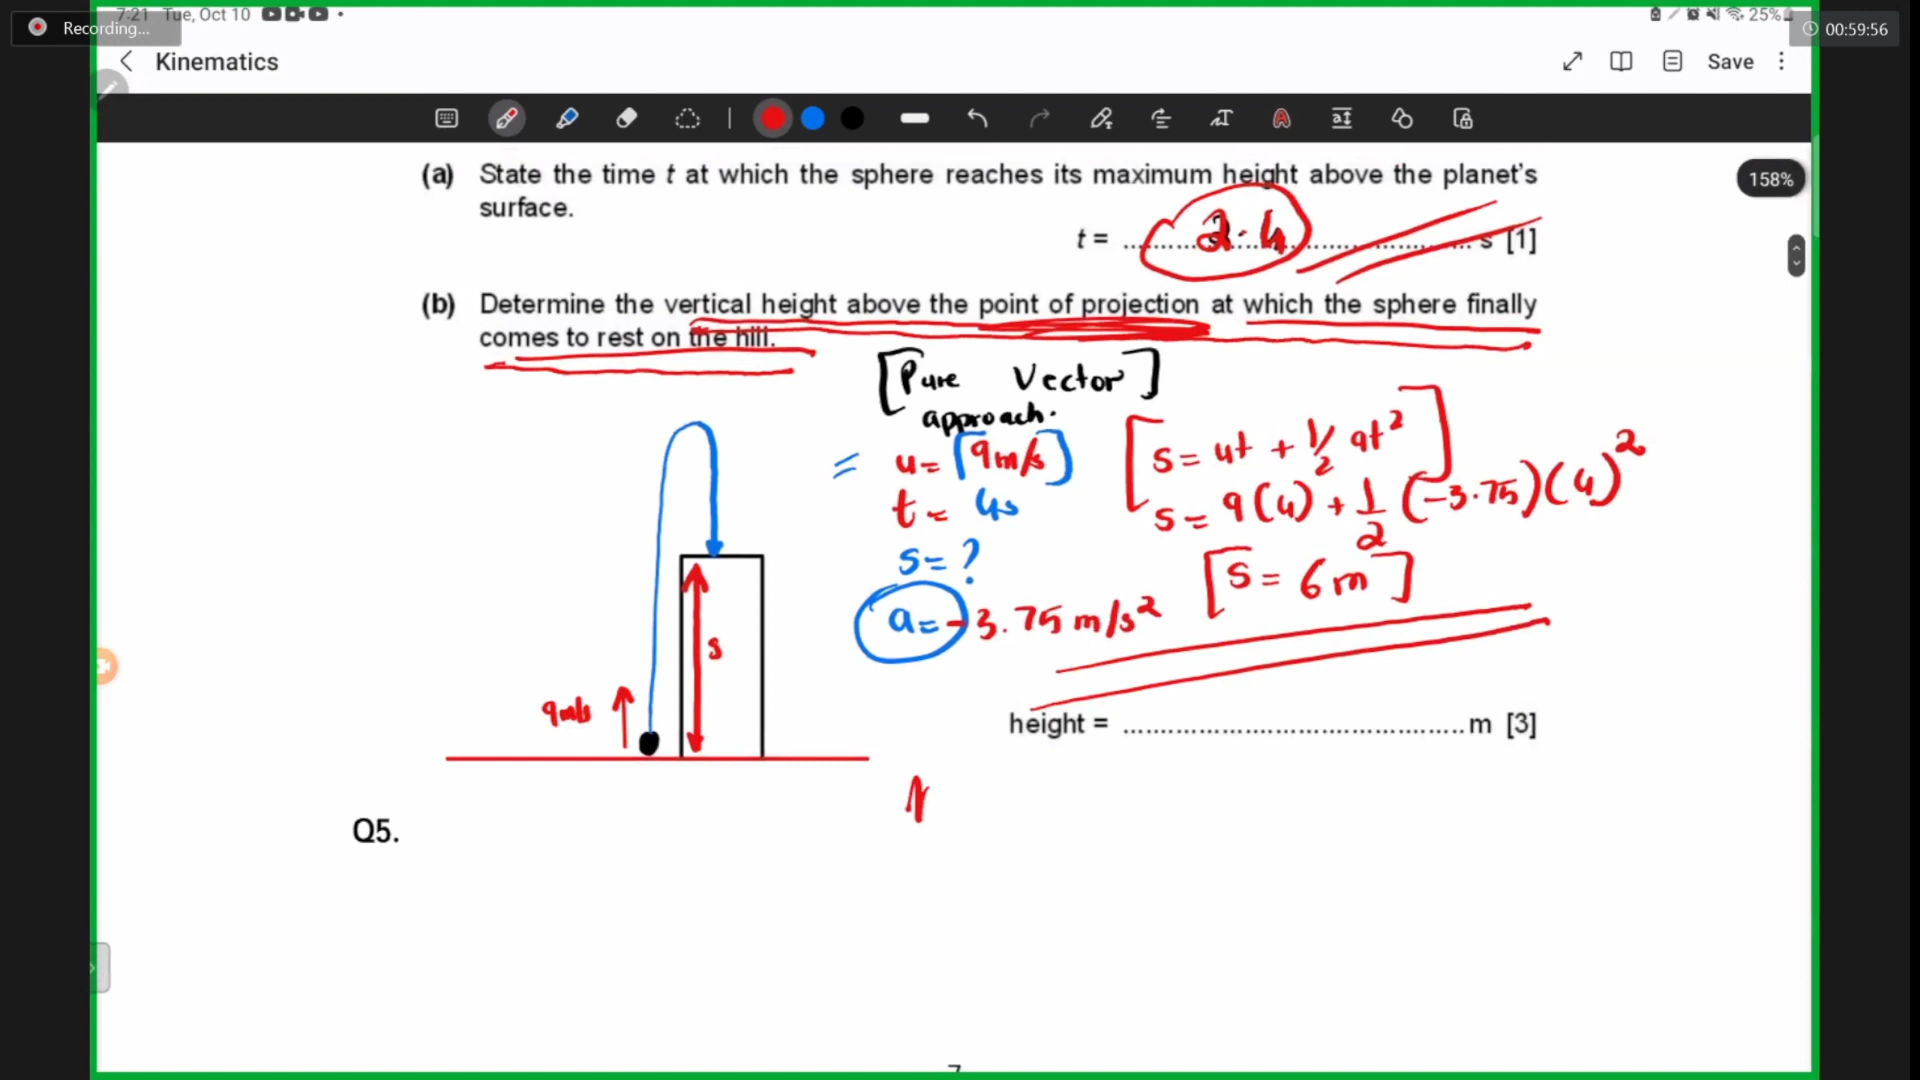 7:21 Tue, Oct 10
25%
Recording...
00:59:56
Kinematics
Save
158%
(a) State the time t at which the sphere reaches its maximum height above the planet's
surface.
t = 2.4 s [1]
(b) Determine the vertical height above the point of projection at which the sphere finally
comes to rest on the hill.
[Pure Vector]
approach.
= u = [9m/s]
t = 4s
s = ?
a = -3.75 m/s²
[s = ut + 1/2 at²]
s = 9(4) + 1/2 (-3.75)(4)²
[S = 6m]
s
9m/s
height = ........ m [3]
Q5.